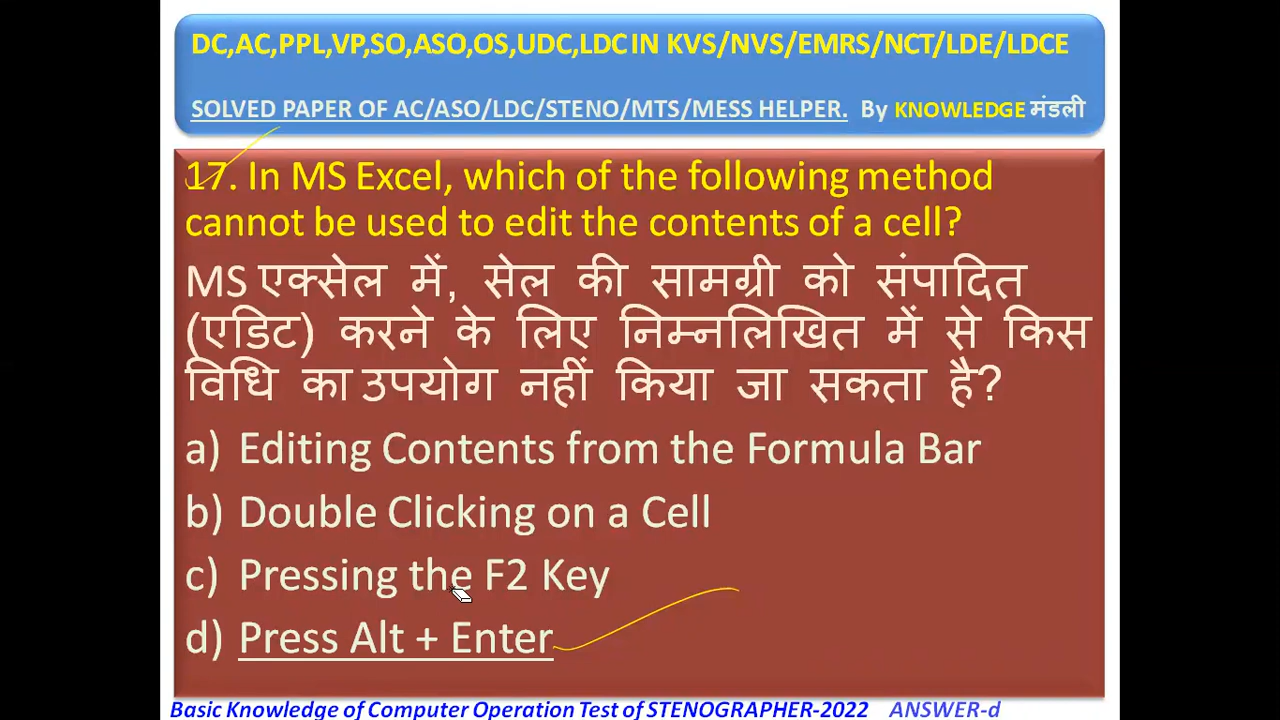 DC,AC,PPL,VP,SO,ASO,OS,UDC,LDC IN KVS/NVS/EMRS/NCT/LDE/LDCE
SOLVED PAPER OF AC/ASO/LDC/STENO/MTS/MESS HELPER. By KNOWLEDGE मंडली
17. In MS Excel, which of the following method
cannot be used to edit the contents of a cell?
MS एक्सेल में, सेल की सामग्री को संपादित
(एडिट) करने के लिए निम्नलिखित में से किस
विधि का उपयोग नहीं किया जा सकता है?
a) Editing Contents from the Formula Bar
b) Double Clicking on a Cell
c) Pressing the F2 Key
d) Press Alt + Enter
Basic Knowledge of Computer Operation Test of STENOGRAPHER-2022 ANSWER-d